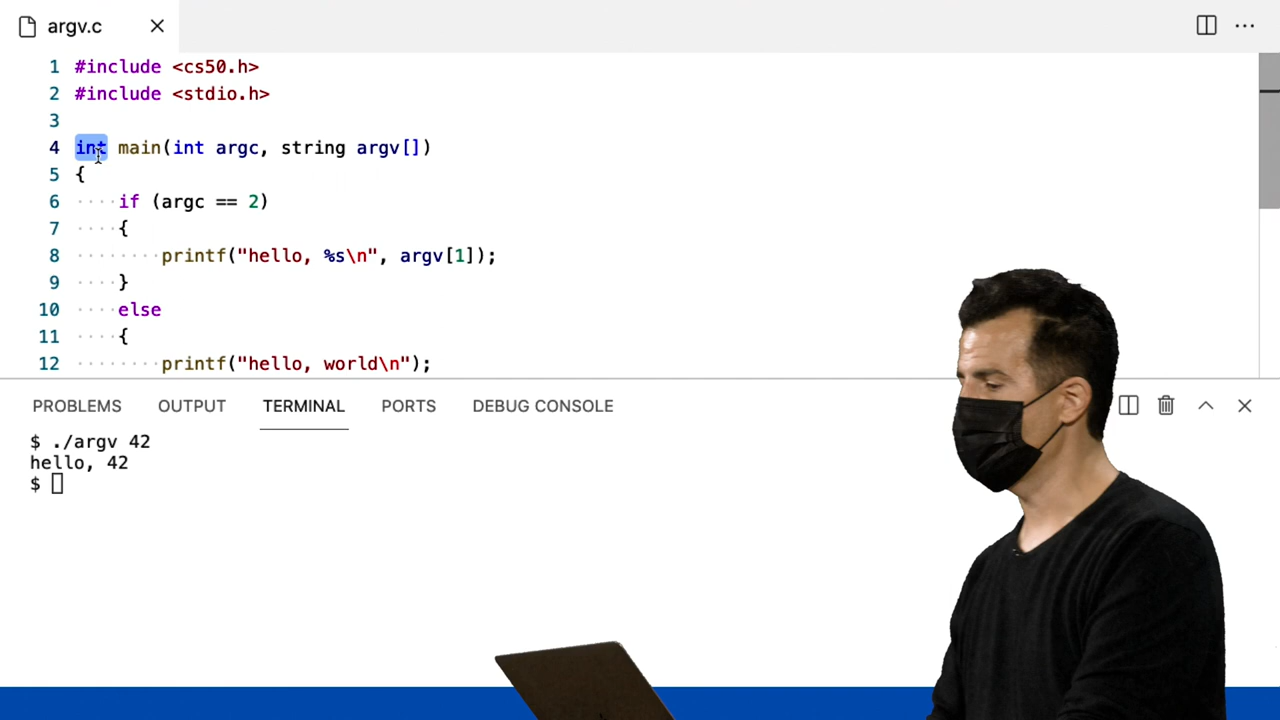 argv.c
1 #include <cs50.h>
2 #include <stdio.h>
3
4 int main(int argc, string argv[])
5 {
6 ····if (argc == 2)
7 ····{
8 ········printf("hello, %s\n", argv[1]);
9 ····}
10 ····else
11 ····{
12 ········printf("hello, world\n");
PROBLEMS OUTPUT TERMINAL PORTS DEBUG CONSOLE
$ ./argv 42
hello, 42
$